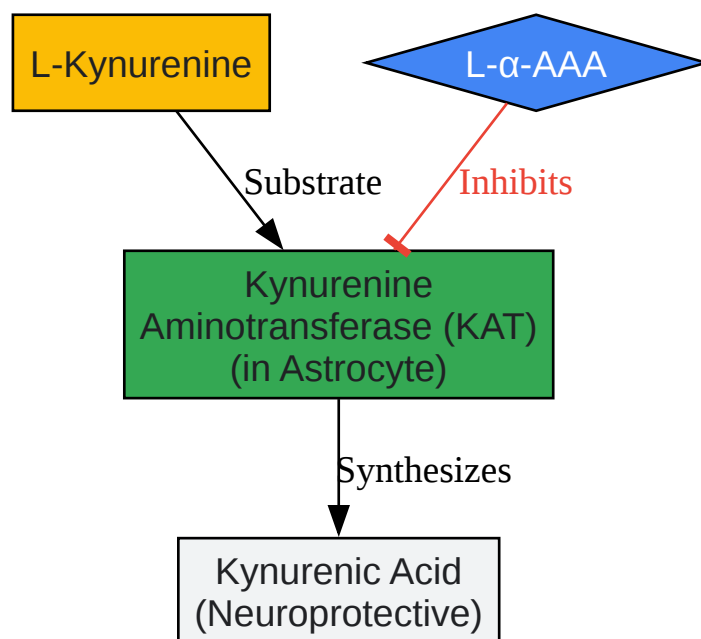 L-Kynurenine
L-α-AAA
Substrate
Inhibits
Kynurenine
Aminotransferase (KAT)
(in Astrocyte)
Synthesizes
Kynurenic Acid
(Neuroprotective)